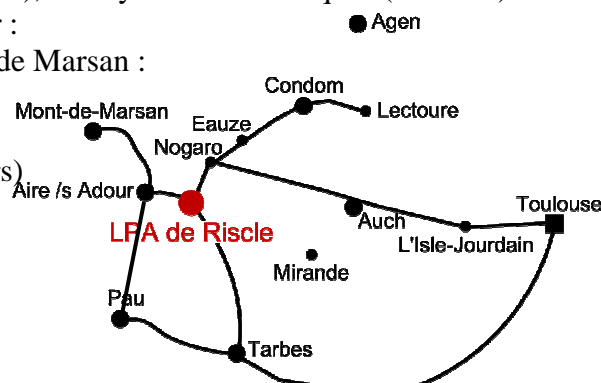 :
Agen
de Marsan :
Condom
Mont-de-Marsan
Lectoure
Eauze
Nogaro
rs)
Aire /s Adour
Toulouse
Auch
LPA de Riscle
L'Isle-Jourdain
Mirande
Pau
Tarbes